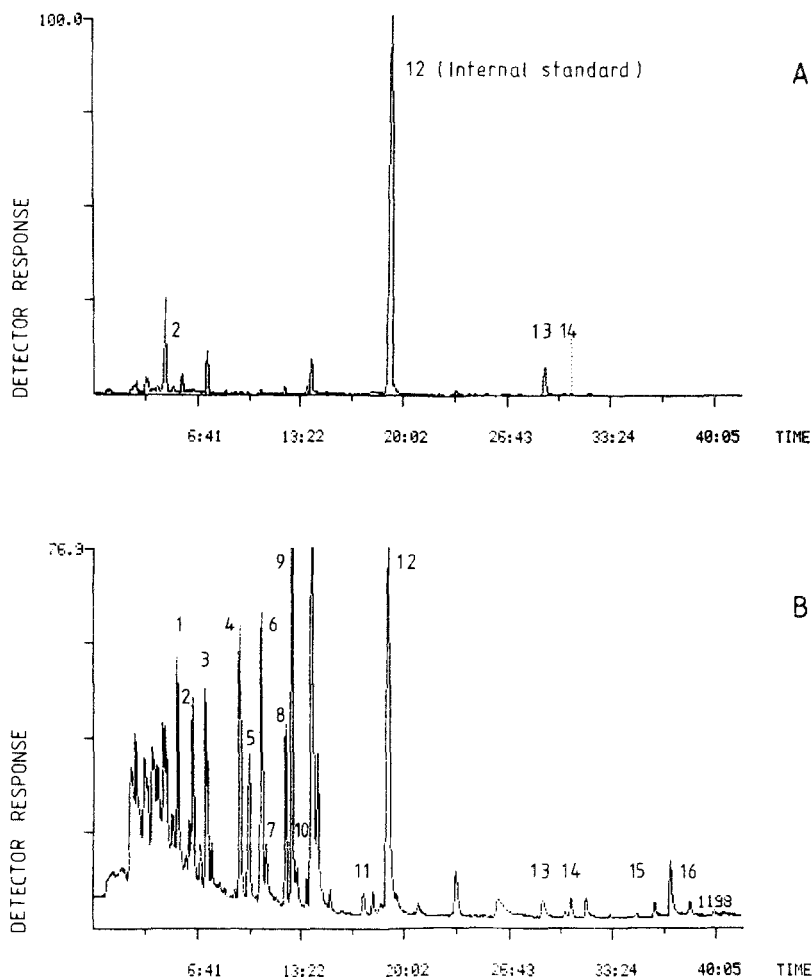 100.0
12 (Internal standard)
A
DETECTOR RESPONSE
2
13 14
6:41 13:22 20:02 26:43 33:24 40:05 TIME
76.9
9 12
B
1 4 6
3
2 8
5
7 10
DETECTOR RESPONSE
11 13 14 15 16
1198
6:41 13:22 20:02 26:43 33:24 40:05 TIME